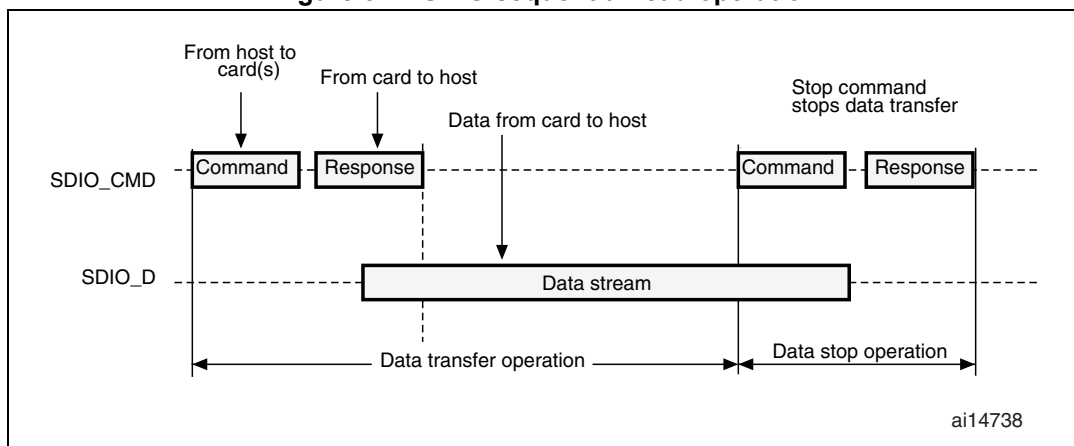 From host to
card(s)
From card to host
Data from card to host
Stop command
stops data transfer
SDIO_CMD
Command
Response
Command
Response
SDIO_D
Data stream
Data transfer operation
Data stop operation
ai14738